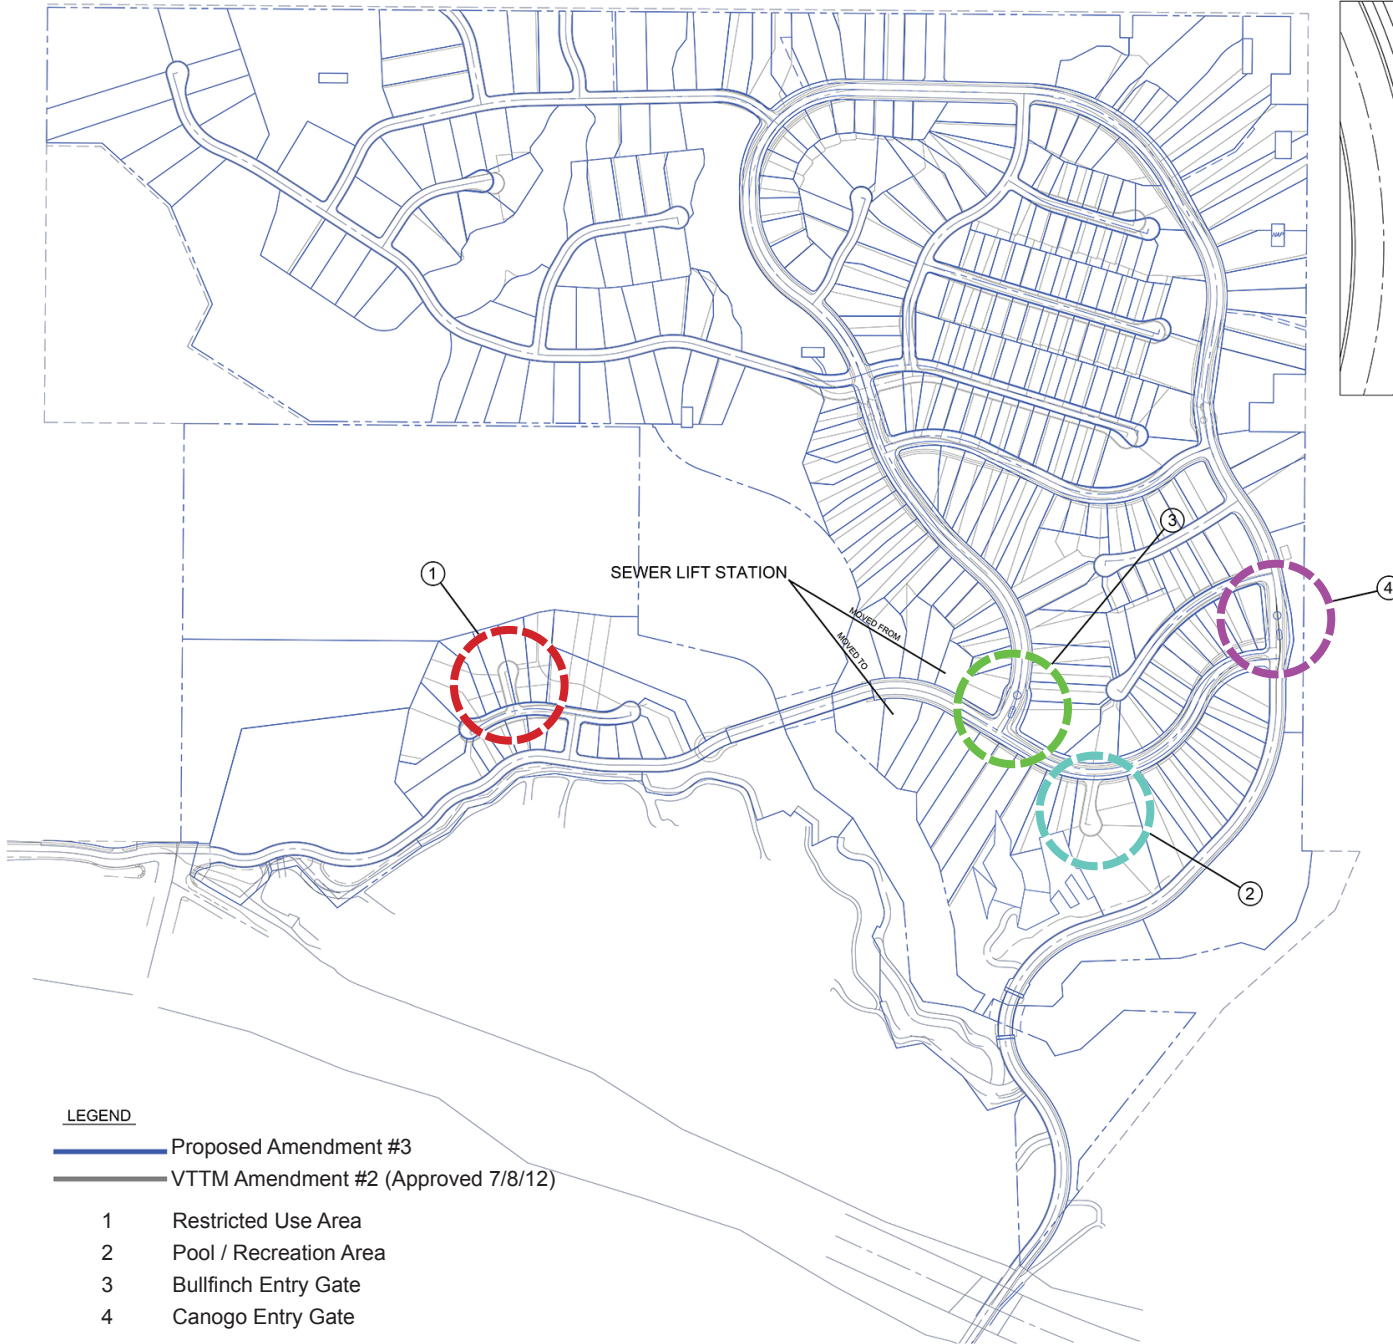 NAP
3
1
SEWER LIFT STATION
4
MOVED FROM
MOVED TO
2
LEGEND
Proposed Amendment #3
VTTM Amendment #2 (Approved 7/8/12)
1 Restricted Use Area
2 Pool / Recreation Area
3 Bullfinch Entry Gate
4 Canogo Entry Gate